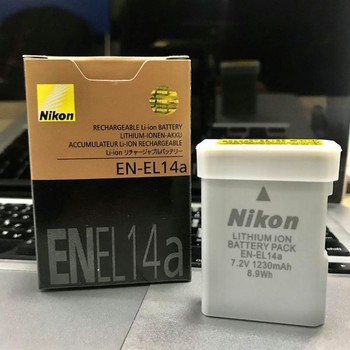 Nikon
RECHARGEABLE Li-ion BATTERY
LITHIUM-IONEN-AKKU
ACCUMULATEUR Li-ION RECHARGEABLE
Li-ion リチャージャブルバッテリー
EN-EL14a
ENEL14a
Nikon
LITHIUM ION
BATTERY PACK
EN-EL14a
7.2V 1230mAh
8.9Wh